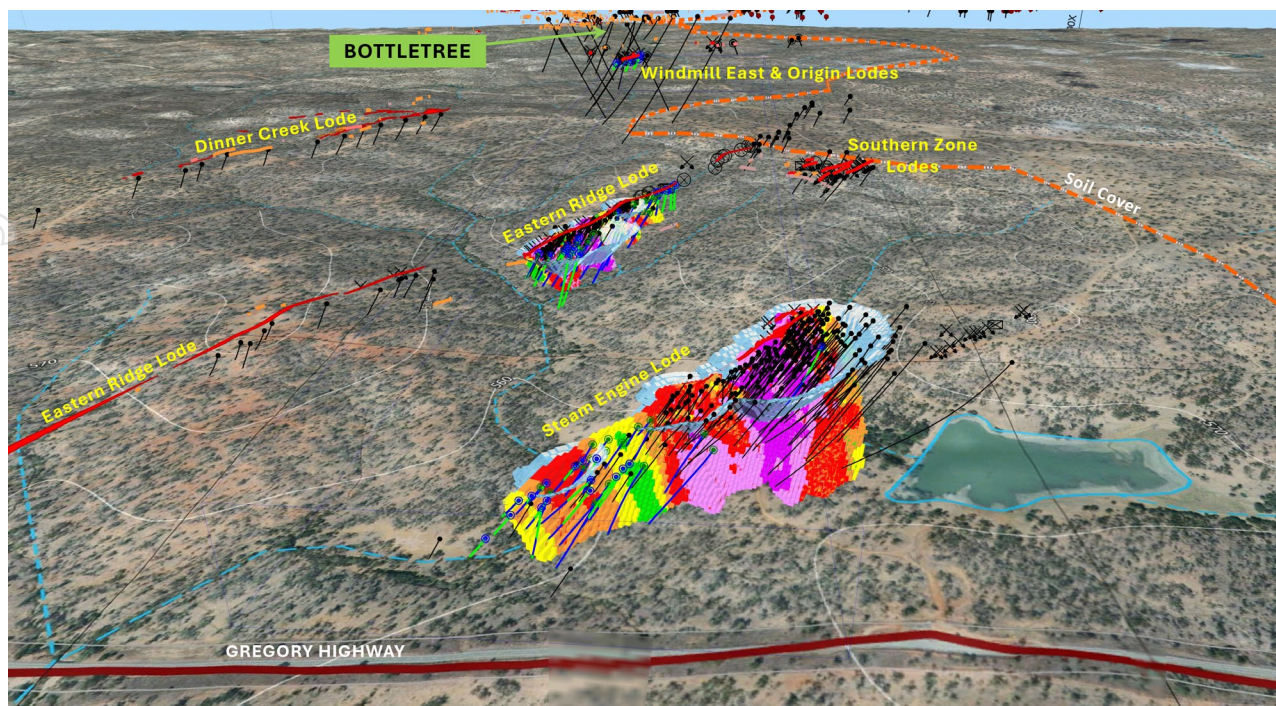 BOTTLETREE
Windmill East & Origin Lodes
Dinner Creek Lode
Southern Zone
Lodes
Soil Cover
Eastern Ridge Lode
Eastern Ridge Lode
Steam Engine Lode
GREGORY HIGHWAY